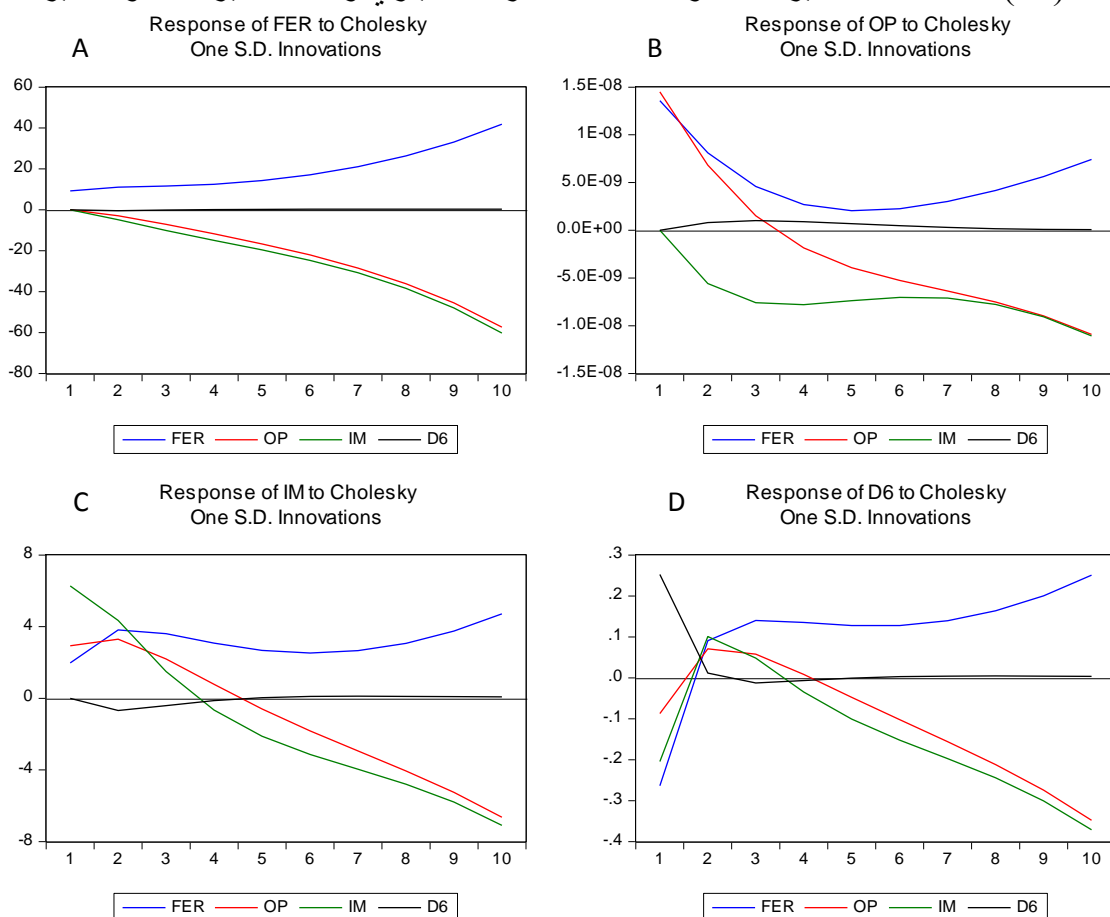 A
Response of FER to Cholesky
One S.D. Innovations
60
40
20
0
-20
-40
-60
-80
1 2 3 4 5 6 7 8 9 10
FER OP IM D6
B
Response of OP to Cholesky
One S.D. Innovations
1.5E-08
1E-08
5.0E-09
0.0E+00
-5.0E-09
-1.0E-08
-1.5E-08
1 2 3 4 5 6 7 8 9 10
FER OP IM D6
C
Response of IM to Cholesky
One S.D. Innovations
8
4
0
-4
-8
1 2 3 4 5 6 7 8 9 10
FER OP IM D6
D
Response of D6 to Cholesky
One S.D. Innovations
.3
.2
.1
.0
-.1
-.2
-.3
-.4
1 2 3 4 5 6 7 8 9 10
FER OP IM D6